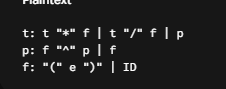 Plaintext
t: t "*" f | t "/" f | p
p: f "^" p | f
f: "(" e ")" | ID